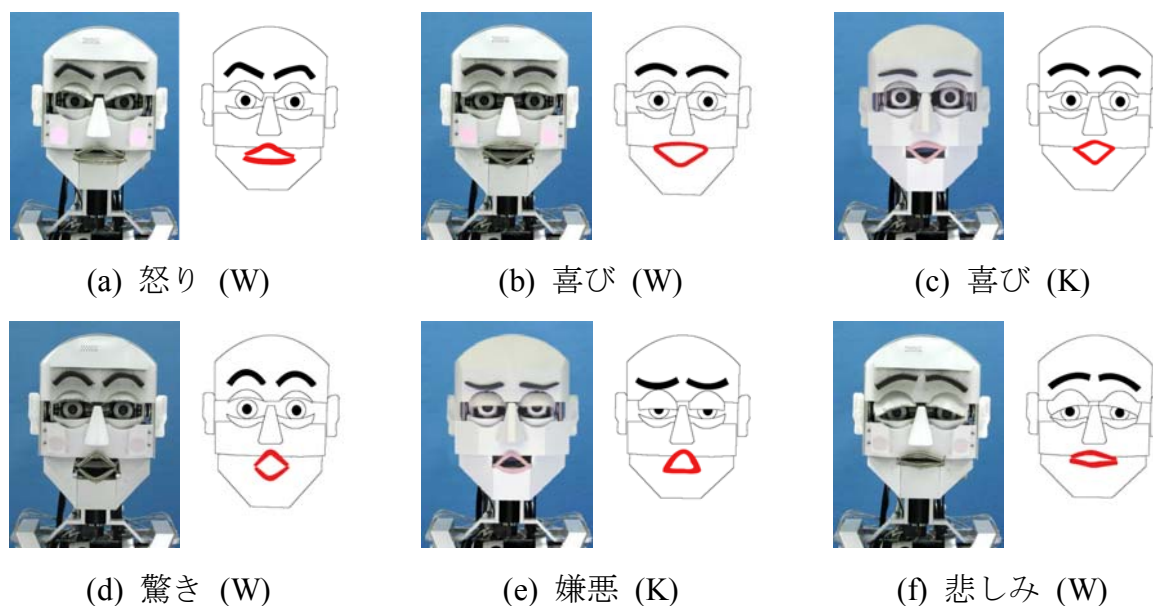 (a) 怒り (W)
(b) 喜び (W)
(c) 喜び (K)
(d) 驚き (W)
(e) 嫌悪 (K)
(f) 悲しみ (W)